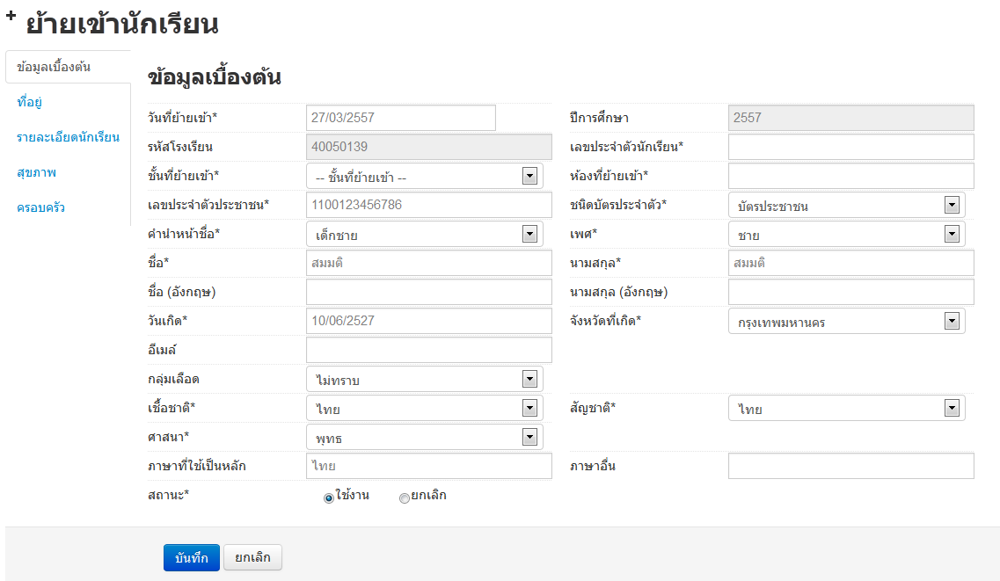 + ย้ายเข้านักเรียน
ข้อมูลเบื้องต้น
ที่อยู่
รายละเอียดนักเรียน
สุขภาพ
ครอบครัว
ข้อมูลเบื้องต้น
วันที่ย้ายเข้า* 27/03/2557 ปีการศึกษา 2557
รหัสโรงเรียน 40050139 เลขประจำตัวนักเรียน*
ชั้นที่ย้ายเข้า* -- ชั้นที่ย้ายเข้า -- ห้องที่ย้ายเข้า*
เลขประจำตัวประชาชน* 1100123456786 ชนิดบัตรประจำตัว* บัตรประชาชน
คำนำหน้าชื่อ* เด็กชาย เพศ* ชาย
ชื่อ* สมมติ นามสกุล* สมมติ
ชื่อ (อังกฤษ) นามสกุล (อังกฤษ)
วันเกิด* 10/06/2527 จังหวัดที่เกิด* กรุงเทพมหานคร
อีเมล์
กลุ่มเลือด ไม่ทราบ
เชื้อชาติ* ไทย สัญชาติ* ไทย
ศาสนา* พุทธ
ภาษาที่ใช้เป็นหลัก ไทย ภาษาอื่น
สถานะ* ใช้งาน ยกเลิก
บันทึก ยกเลิก